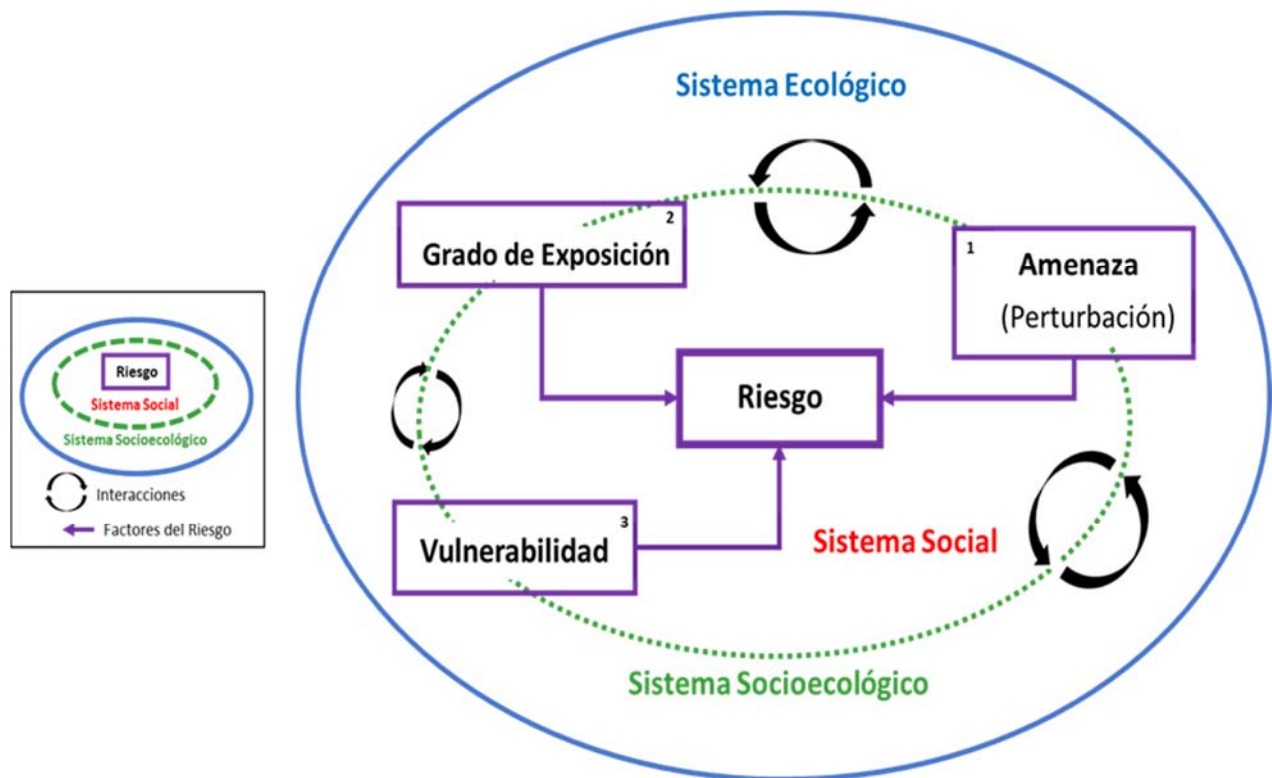 Sistema Ecológico
2
Grado de Exposición
1
Amenaza
(Perturbación)
Riesgo
3
Vulnerabilidad
Sistema Social
Sistema Socioecológico
Riesgo
Sistema Social
Sistema Socioecológico
Interacciones
Factores del Riesgo